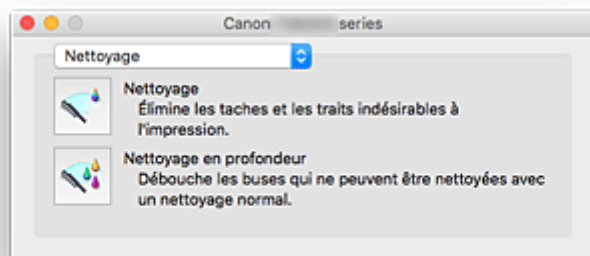 Canon series
Nettoyage
Nettoyage
Élimine les taches et les traits indésirables à
l'impression.
Nettoyage en profondeur
Débouche les buses qui ne peuvent être nettoyées avec
un nettoyage normal.